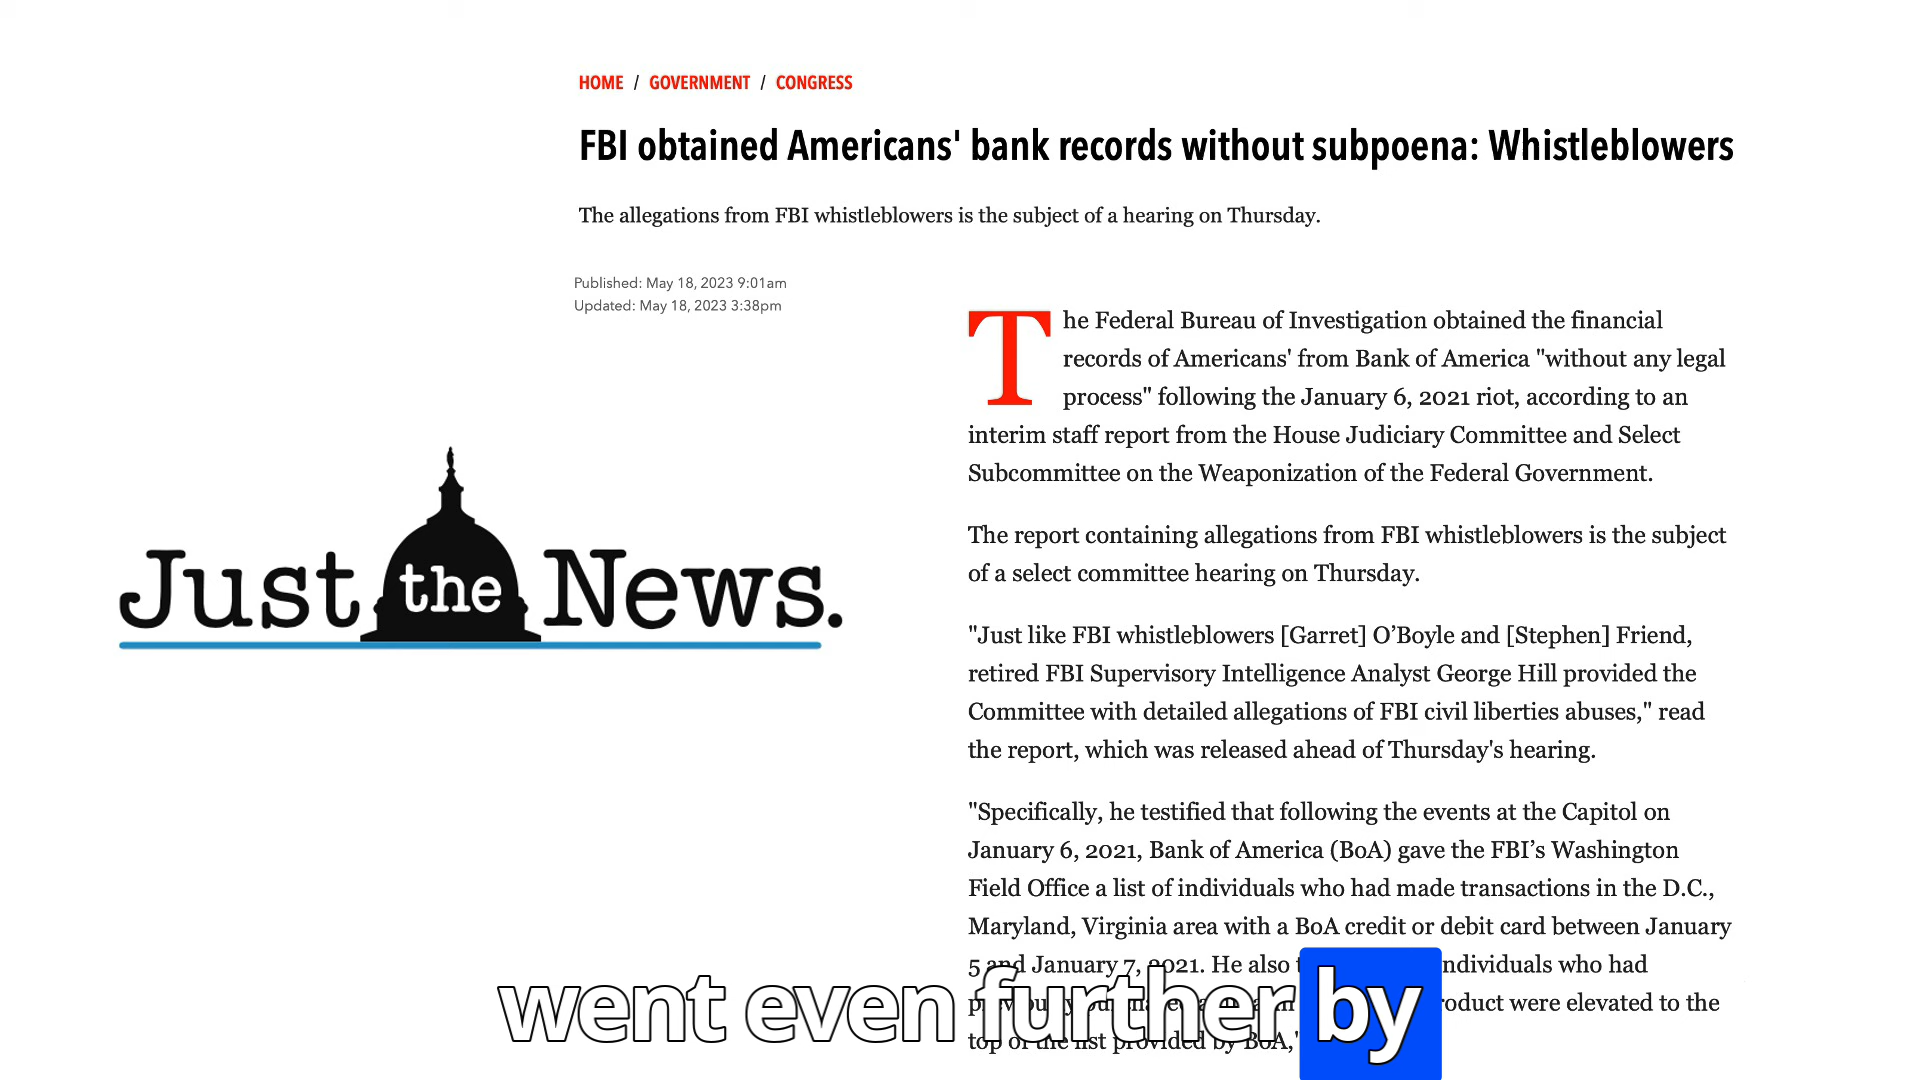 HOME / GOVERNMENT / CONGRESS
FBI obtained Americans' bank records without subpoena: Whistleblowers
The allegations from FBI whistleblowers is the subject of a hearing on Thursday.
Published: May 18, 2023 9:01am
Updated: May 18, 2023 3:38pm
The Federal Bureau of Investigation obtained the financial
records of Americans' from Bank of America "without any legal
process" following the January 6, 2021 riot, according to an
interim staff report from the House Judiciary Committee and Select
Subcommittee on the Weaponization of the Federal Government.
The report containing allegations from FBI whistleblowers is the subject
of a select committee hearing on Thursday.
"Just like FBI whistleblowers [Garret] O’Boyle and [Stephen] Friend,
retired FBI Supervisory Intelligence Analyst George Hill provided the
Committee with detailed allegations of FBI civil liberties abuses," read
the report, which was released ahead of Thursday's hearing.
"Specifically, he testified that following the events at the Capitol on
January 6, 2021, Bank of America (BoA) gave the FBI’s Washington
Field Office a list of individuals who had made transactions in the D.C.,
Maryland, Virginia area with a BoA credit or debit card between January
5 and January 7, 2021. He also individuals who had
previously product were elevated to the
top of the list provided by BoA,"
Just the News.
went even further by